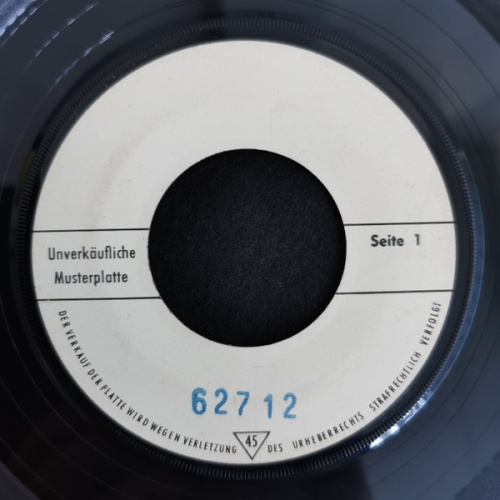 Unverkäufliche
Musterplatte
Seite 1
62712
DER VERKAUF DER PLATTE WIRD WEGEN VERLETZUNG 45 DES URHEBERRECHTS STRAFRECHTLICH VERFOLGT